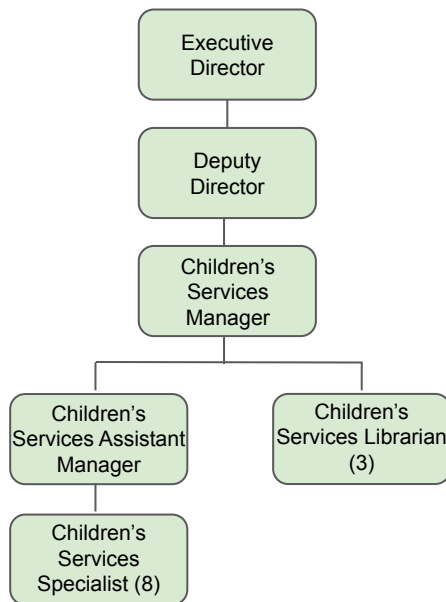 Executive
Director
Deputy
Director
Children’s
Services
Manager
Children’s
Services Assistant
Manager
Children’s
Services Librarian
(3)
Children’s
Services
Specialist (8)